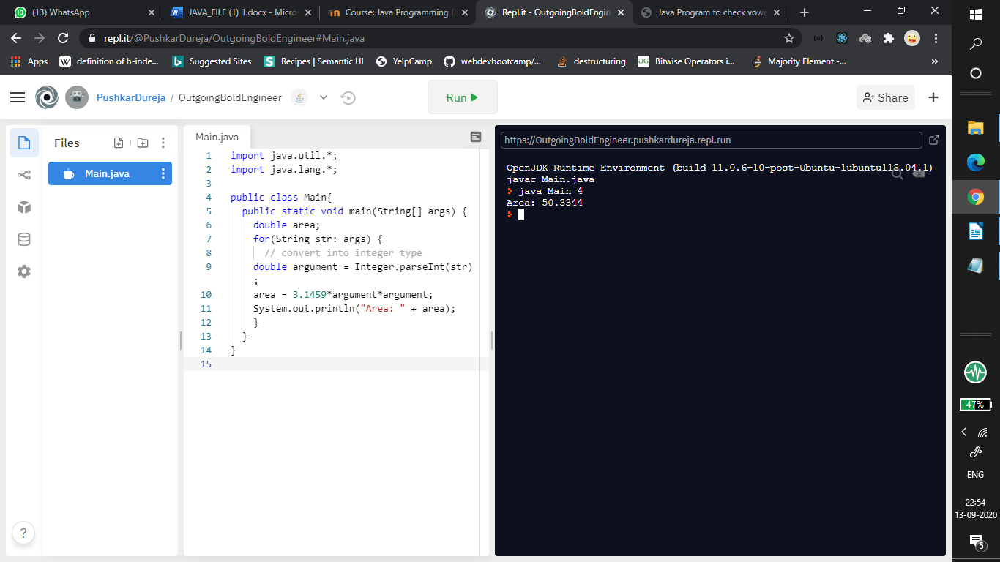 (13) WhatsApp
JAVA_FILE (1) 1.docx - Micros
Course: Java Programming (
Repl.it - OutgoingBoldEngin
Java Program to check vowe
repl.it/@PushkarDureja/OutgoingBoldEngineer#Main.java
Apps
definition of h-inde...
Suggested Sites
Recipes | Semantic UI
YelpCamp
webdevbootcamp/...
destructuring
Bitwise Operators i...
Majority Element -...
»
PushkarDureja / OutgoingBoldEngineer
Run
Share
Files
Main.java
Main.java
1 import java.util.*;
2 import java.lang.*;
3
4 public class Main{
5 public static void main(String[] args) {
6 double area;
7 for(String str: args) {
8 // convert into integer type
9 double argument = Integer.parseInt(str)
;
10 area = 3.1459*argument*argument;
11 System.out.println("Area: " + area);
12 }
13 }
14 }
15
https://OutgoingBoldEngineer.pushkardureja.repl.run
OpenJDK Runtime Environment (build 11.0.6+10-post-Ubuntu-1ubuntu118.04.1)
javac Main.java
java Main 4
Area: 50.3344
?
47%
ENG
22:54
13-09-2020
5